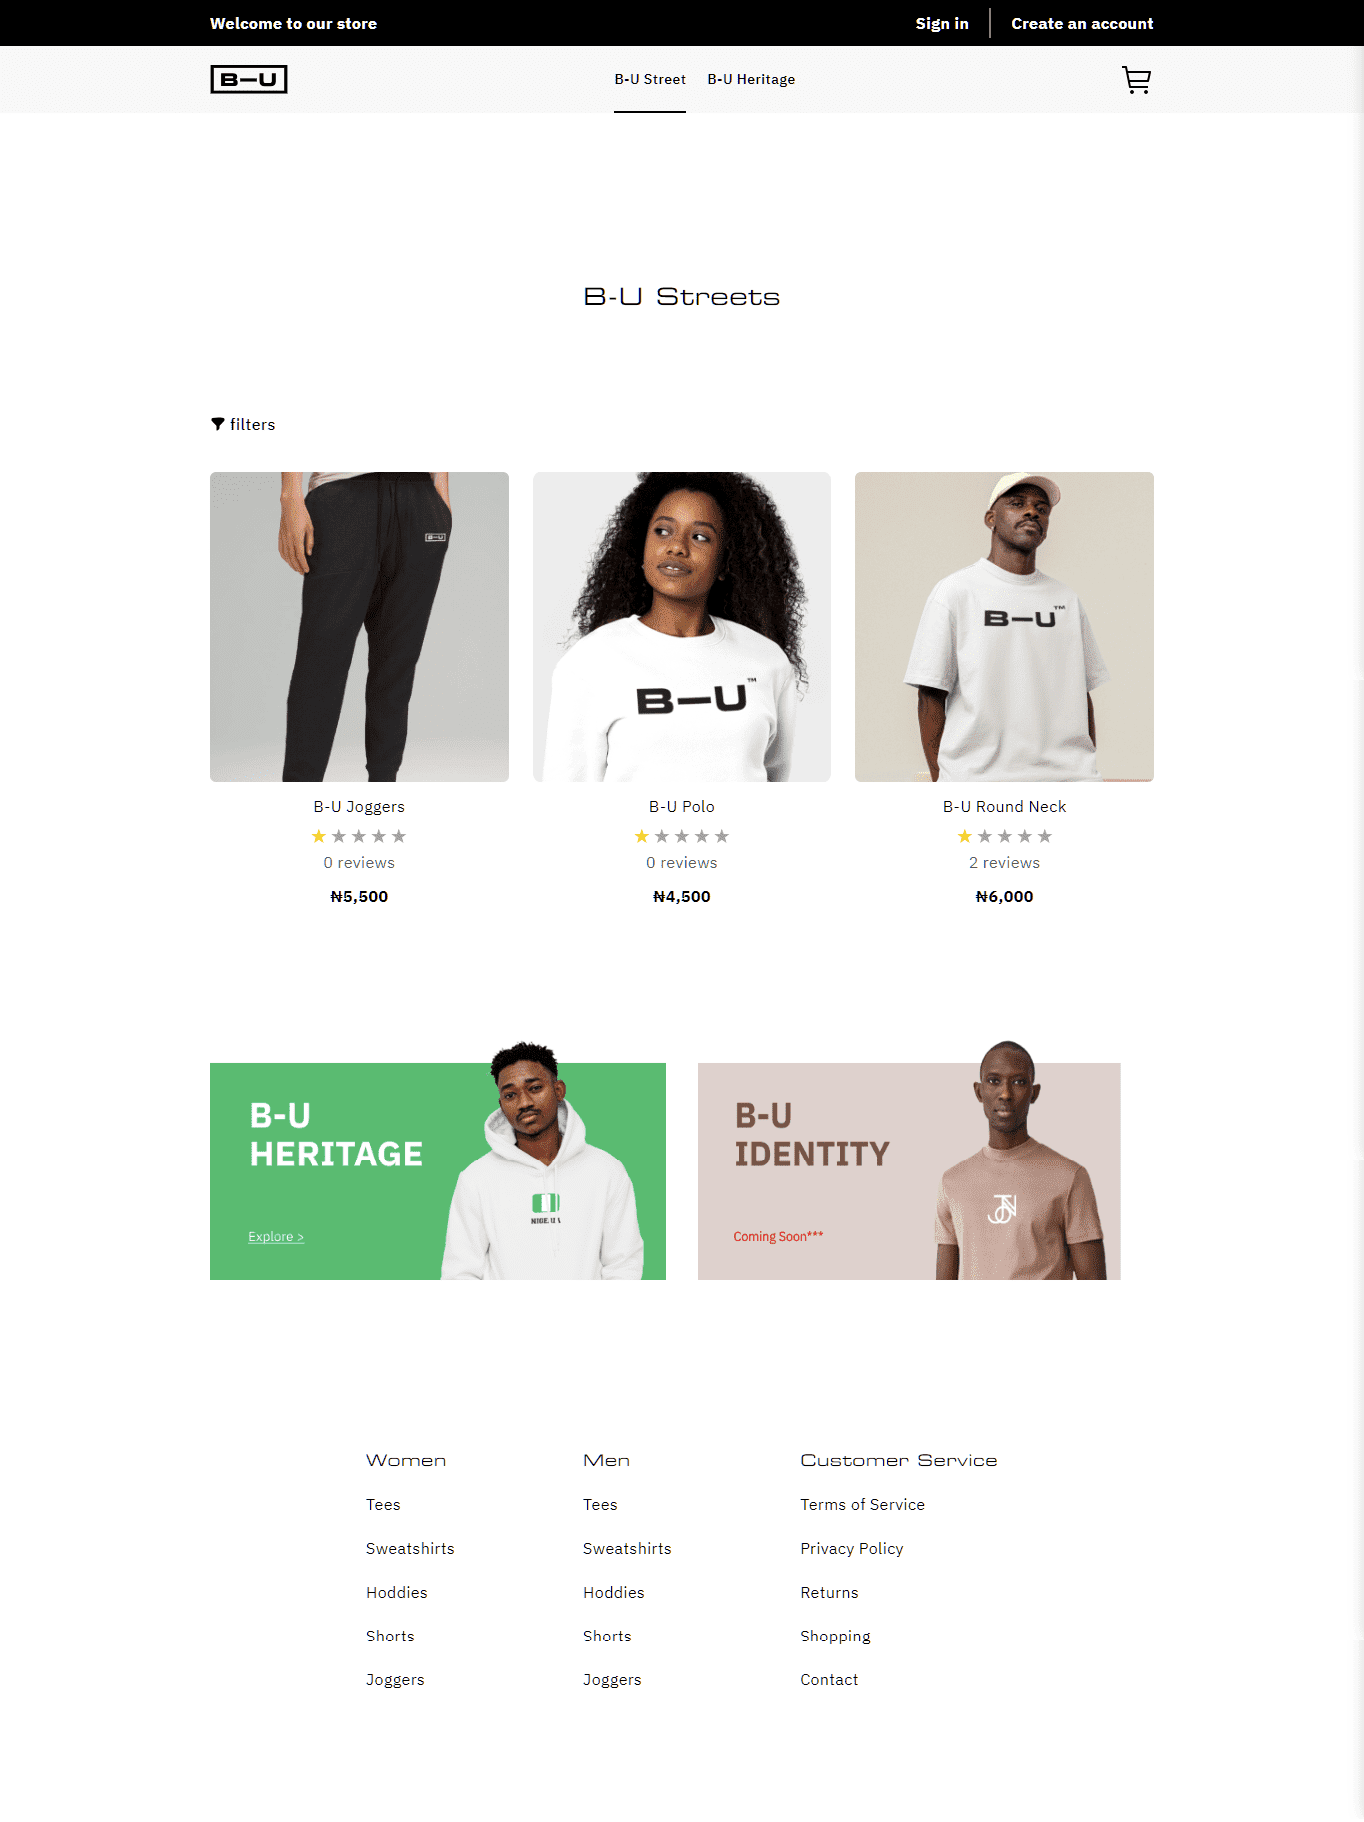 Welcome to our store
Sign in
Create an account
B-U
B-U Street
B-U Heritage
B-U Streets
filters
B-U
B-U™
B-U™
B-U Joggers
B-U Polo
B-U Round Neck
0 reviews
0 reviews
2 reviews
₦5,500
₦4,500
₦6,000
B-U
HERITAGE
Explore >
B-U
IDENTITY
Coming Soon***
Women
Men
Customer Service
Tees
Tees
Terms of Service
Sweatshirts
Sweatshirts
Privacy Policy
Hoddies
Hoddies
Returns
Shorts
Shorts
Shopping
Joggers
Joggers
Contact